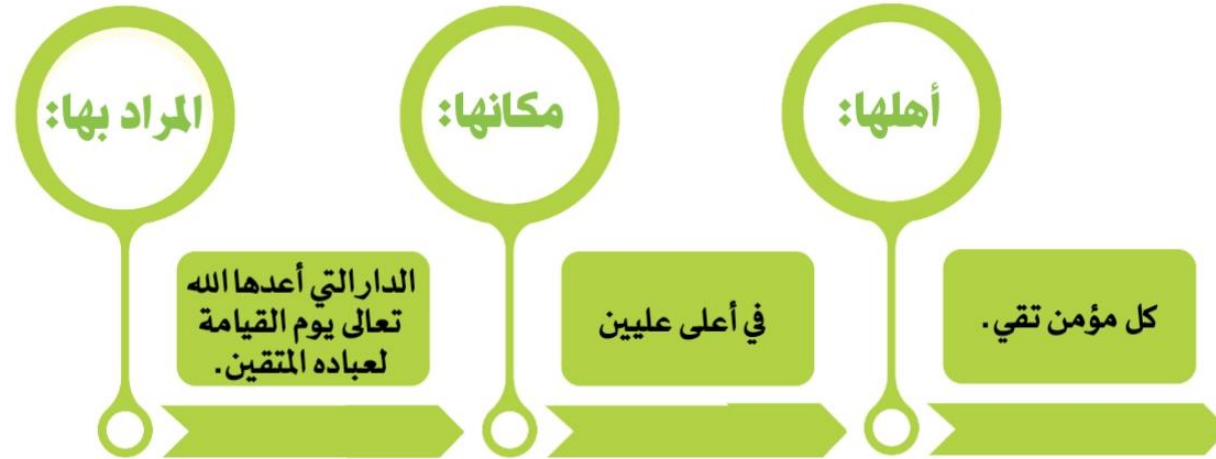 أهلها:
كل مؤمن تقي.
مكانها:
في أعلى عليين
المراد بها:
الدار التي أعدها الله
تعالى يوم القيامة
لعباده المتقين.